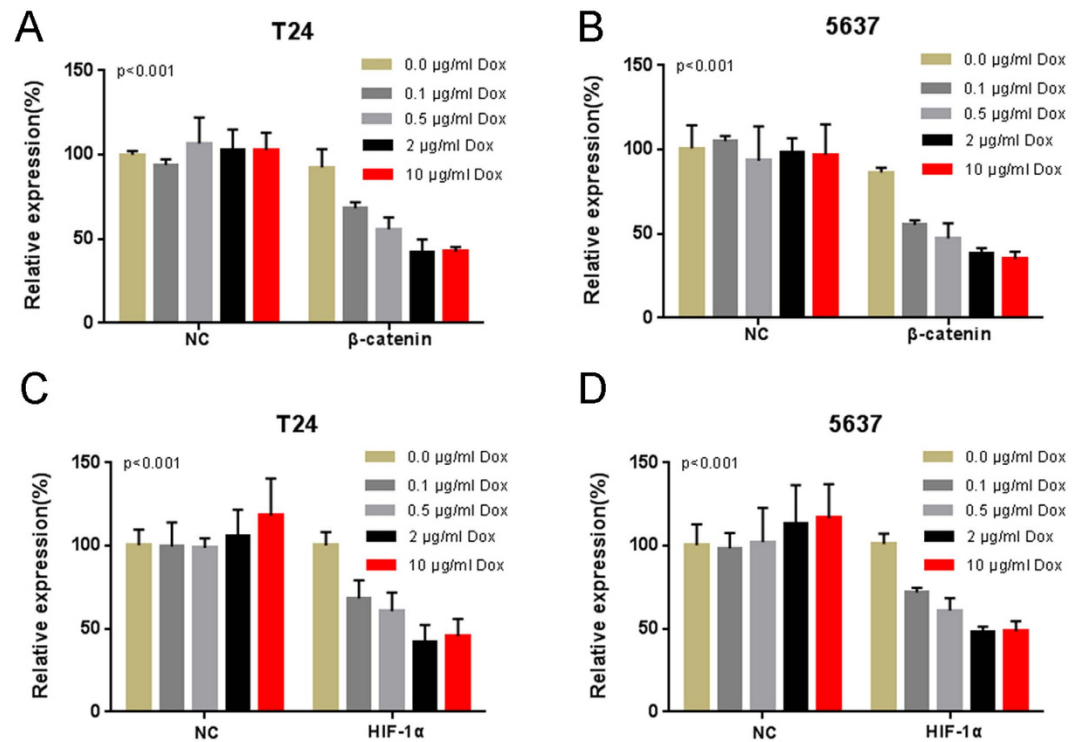 A
T24
Relative expression(%)
150
100
50
0
p<0.001
0.0 µg/ml Dox
0.1 µg/ml Dox
0.5 µg/ml Dox
2 µg/ml Dox
10 µg/ml Dox
NC
β-catenin
B
5637
Relative expression(%)
150
100
50
0
p<0.001
0.0 µg/ml Dox
0.1 µg/ml Dox
0.5 µg/ml Dox
2 µg/ml Dox
10 µg/ml Dox
NC
β-catenin
C
T24
Relative expression(%)
150
100
50
0
p<0.001
0.0 µg/ml Dox
0.1 µg/ml Dox
0.5 µg/ml Dox
2 µg/ml Dox
10 µg/ml Dox
NC
HIF-1α
D
5637
Relative expression(%)
150
100
50
0
p<0.001
0.0 µg/ml Dox
0.1 µg/ml Dox
0.5 µg/ml Dox
2 µg/ml Dox
10 µg/ml Dox
NC
HIF-1α